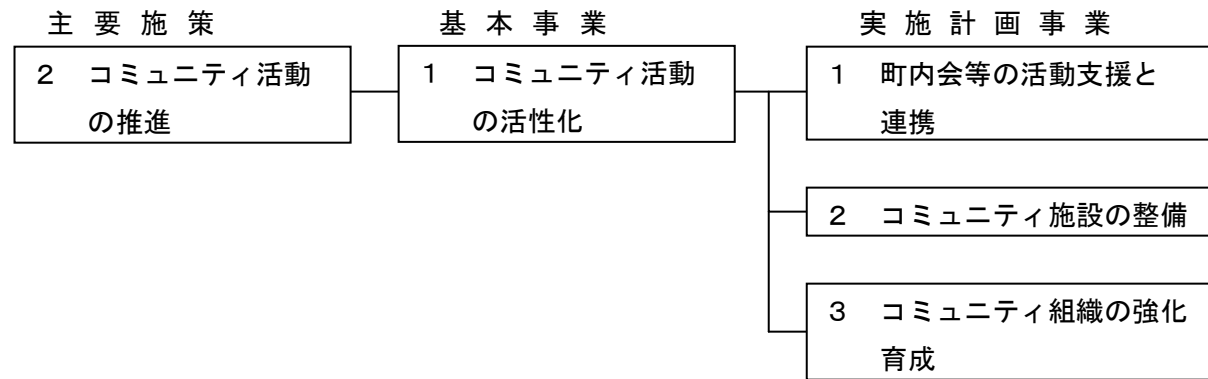 主要施策
2 コミュニティ活動
の推進
基本事業
1 コミュニティ活動
の活性化
実施計画事業
1 町内会等の活動支援と
連携
2 コミュニティ施設の整備
3 コミュニティ組織の強化
育成